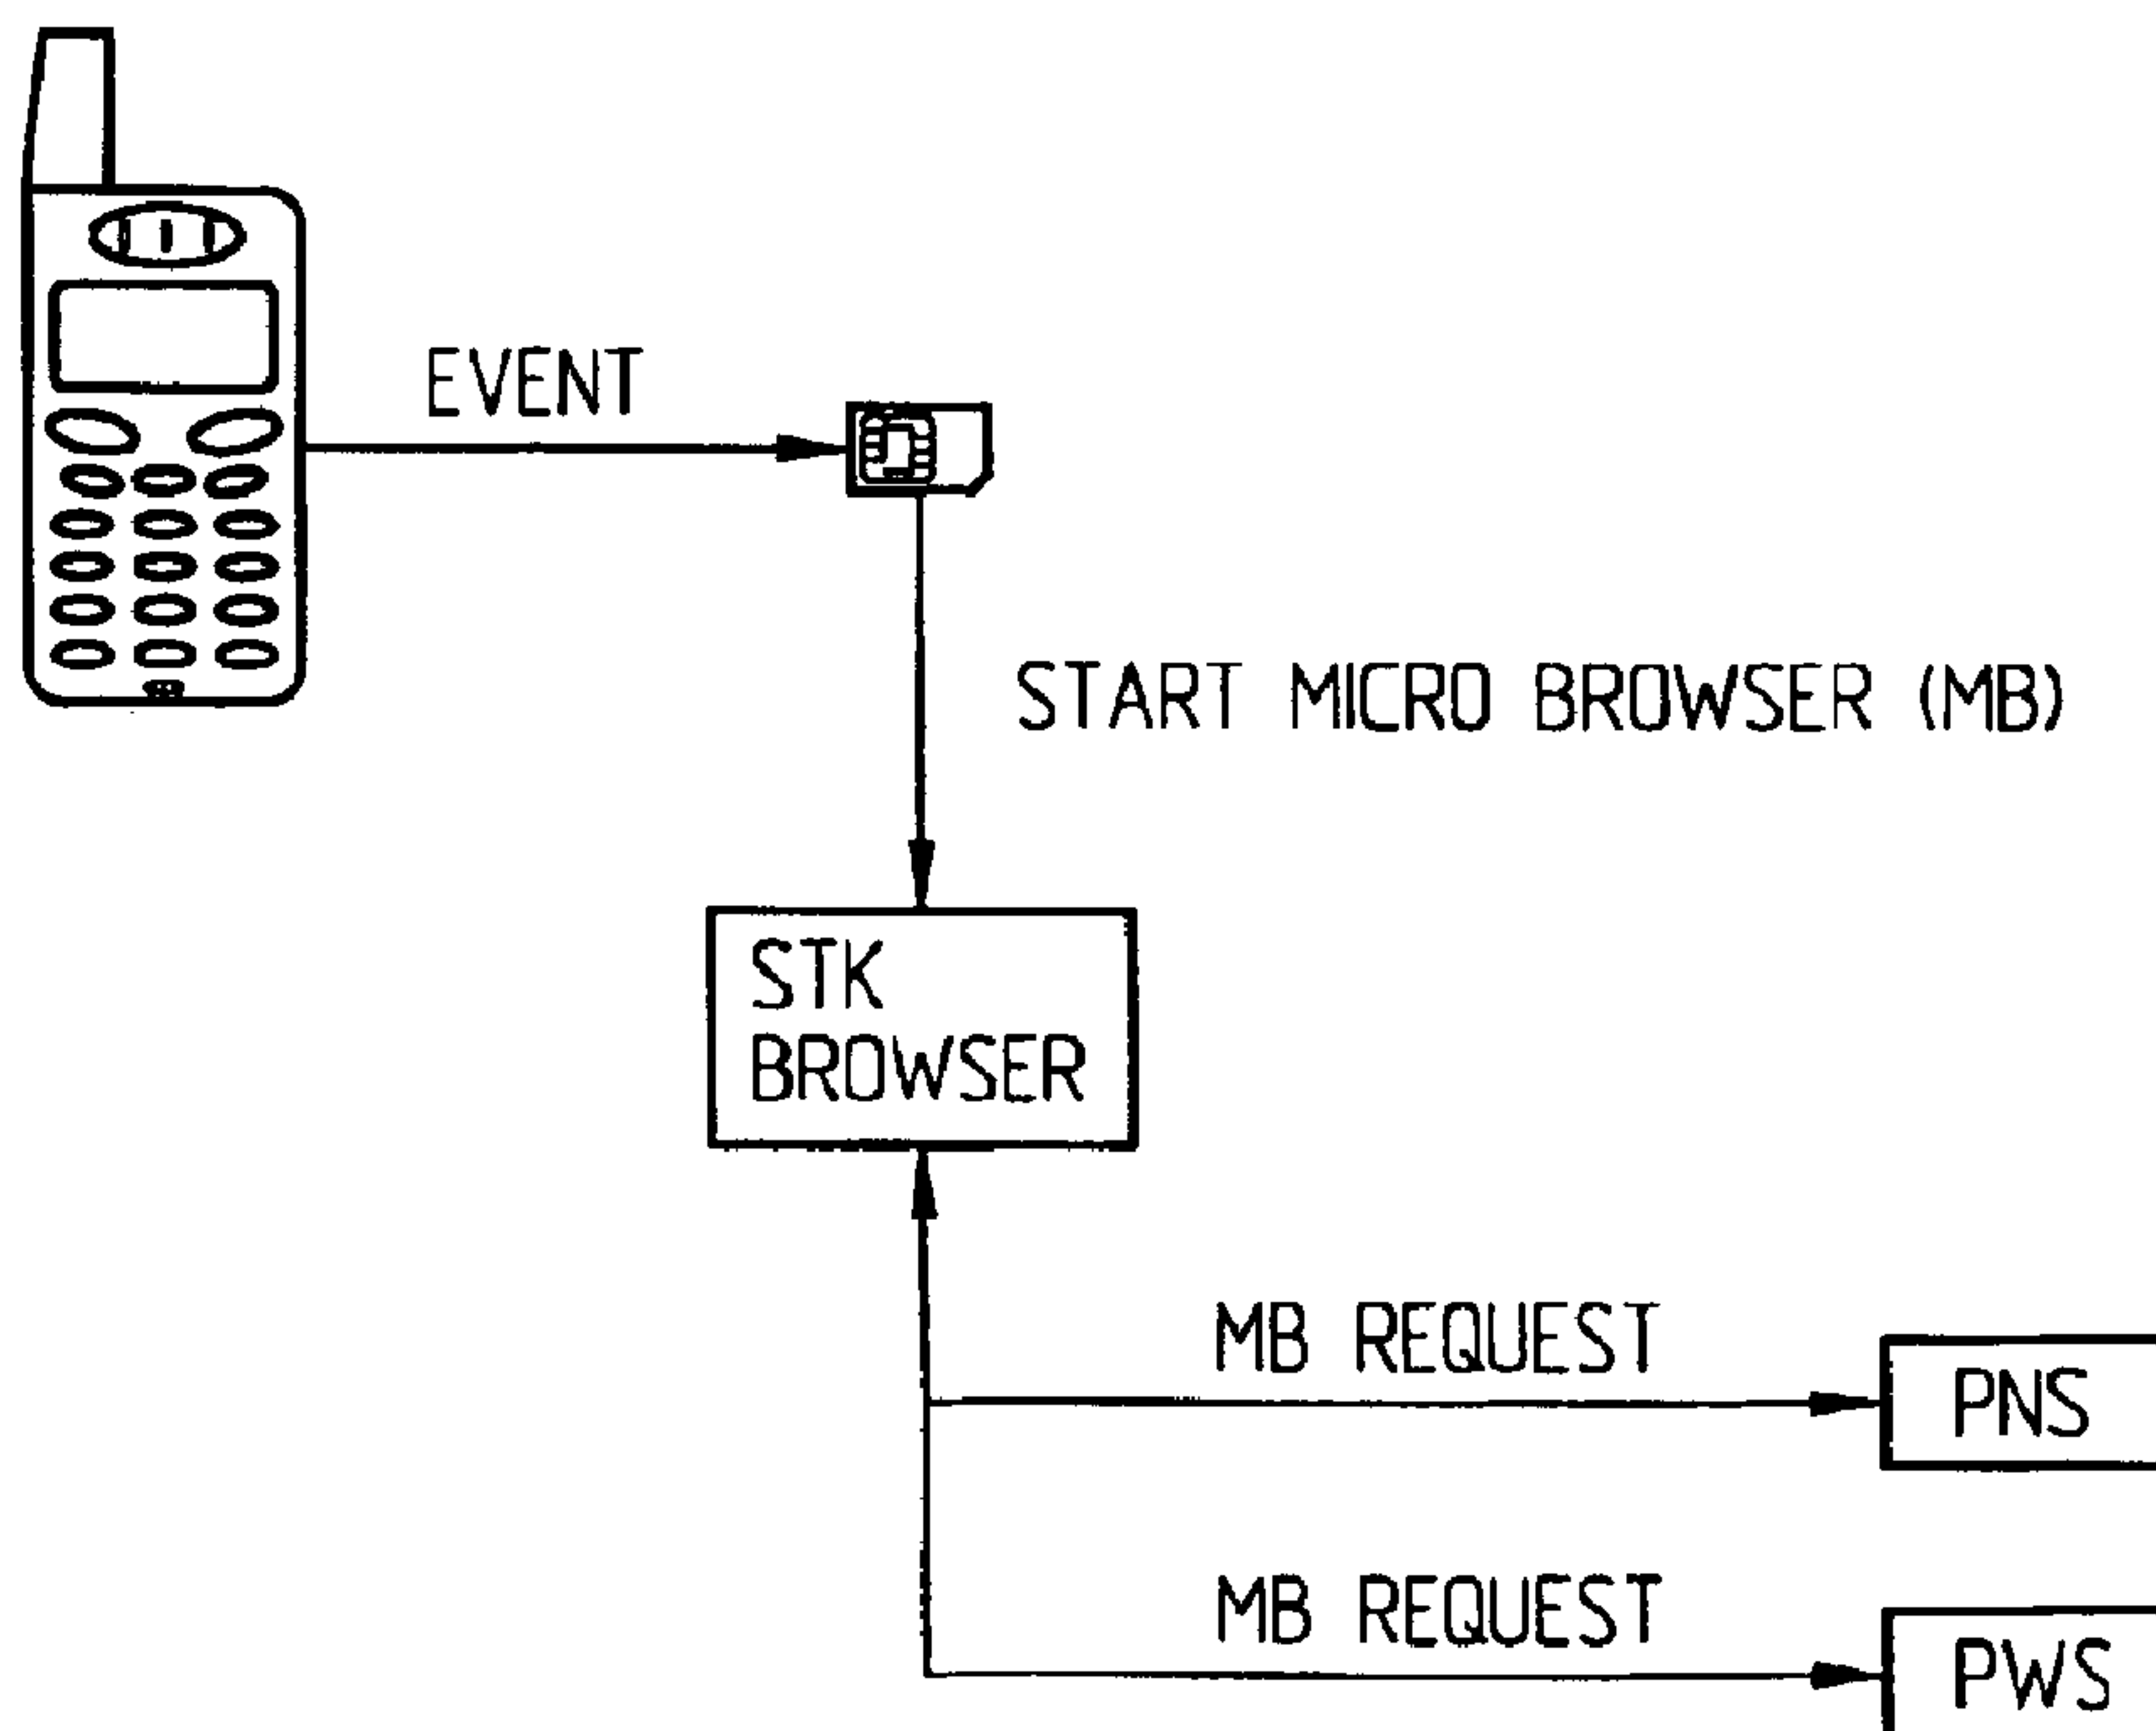 EVENT
START MICRO BROWSER (MB)
STK
BROWSER
MB REQUEST
PNS
MB REQUEST
PWS